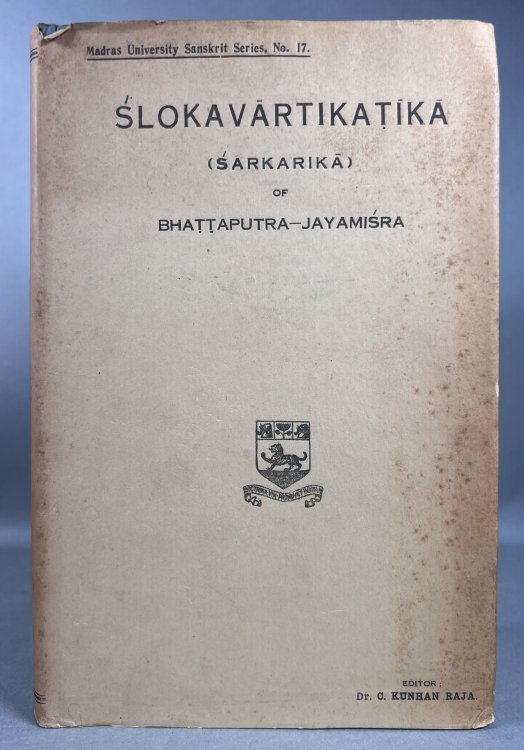 Madras University Sanskrit Series, No. 17.
ŚLOKAVĀRTIKAṬĪKĀ
(ŚARKARIKĀ)
OF
BHAṬṬAPUTRA—JAYAMIŚRA
EDITOR:
Dr. C. KUNHAN RAJA.